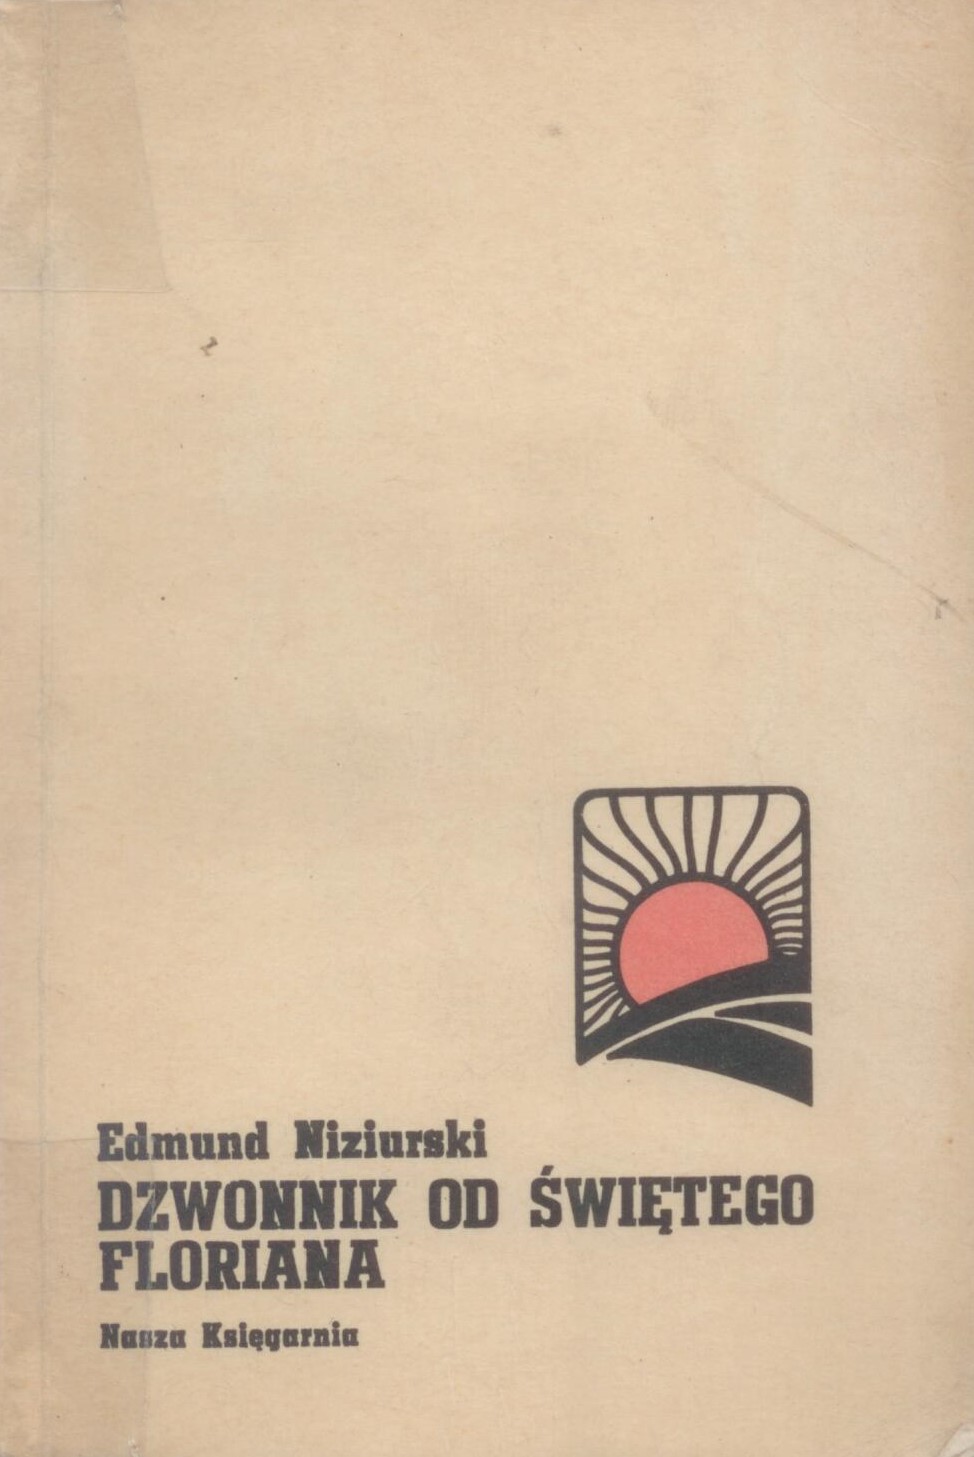 Edmund Niziurski
DZWONNIK OD ŚWIĘTEGO
FLORIANA
Nasza Księgarnia